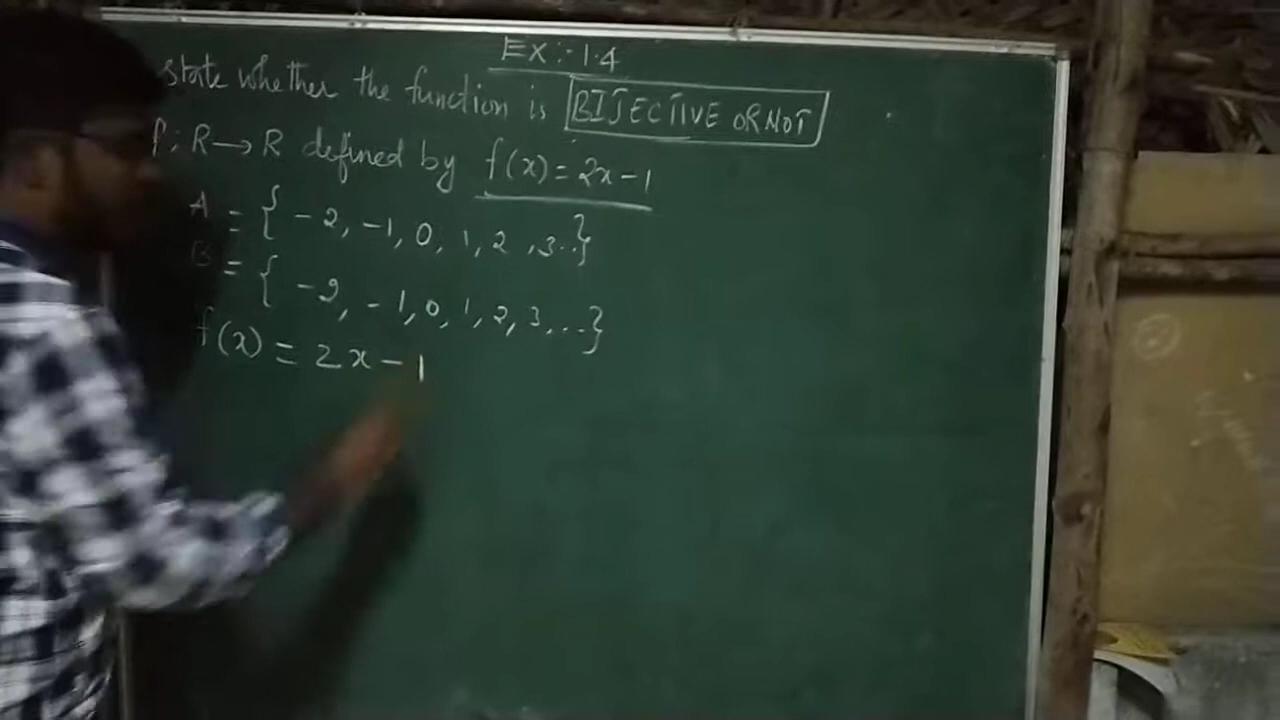 EX:- 1.4
state whether the function is BIJECTIVE OR NOT
f: R→R defined by f(x)=2x-1
A = { -2, -1, 0, 1, 2, 3..}
B = { -2, -1, 0, 1, 2, 3, ...}
f(x) = 2x-1